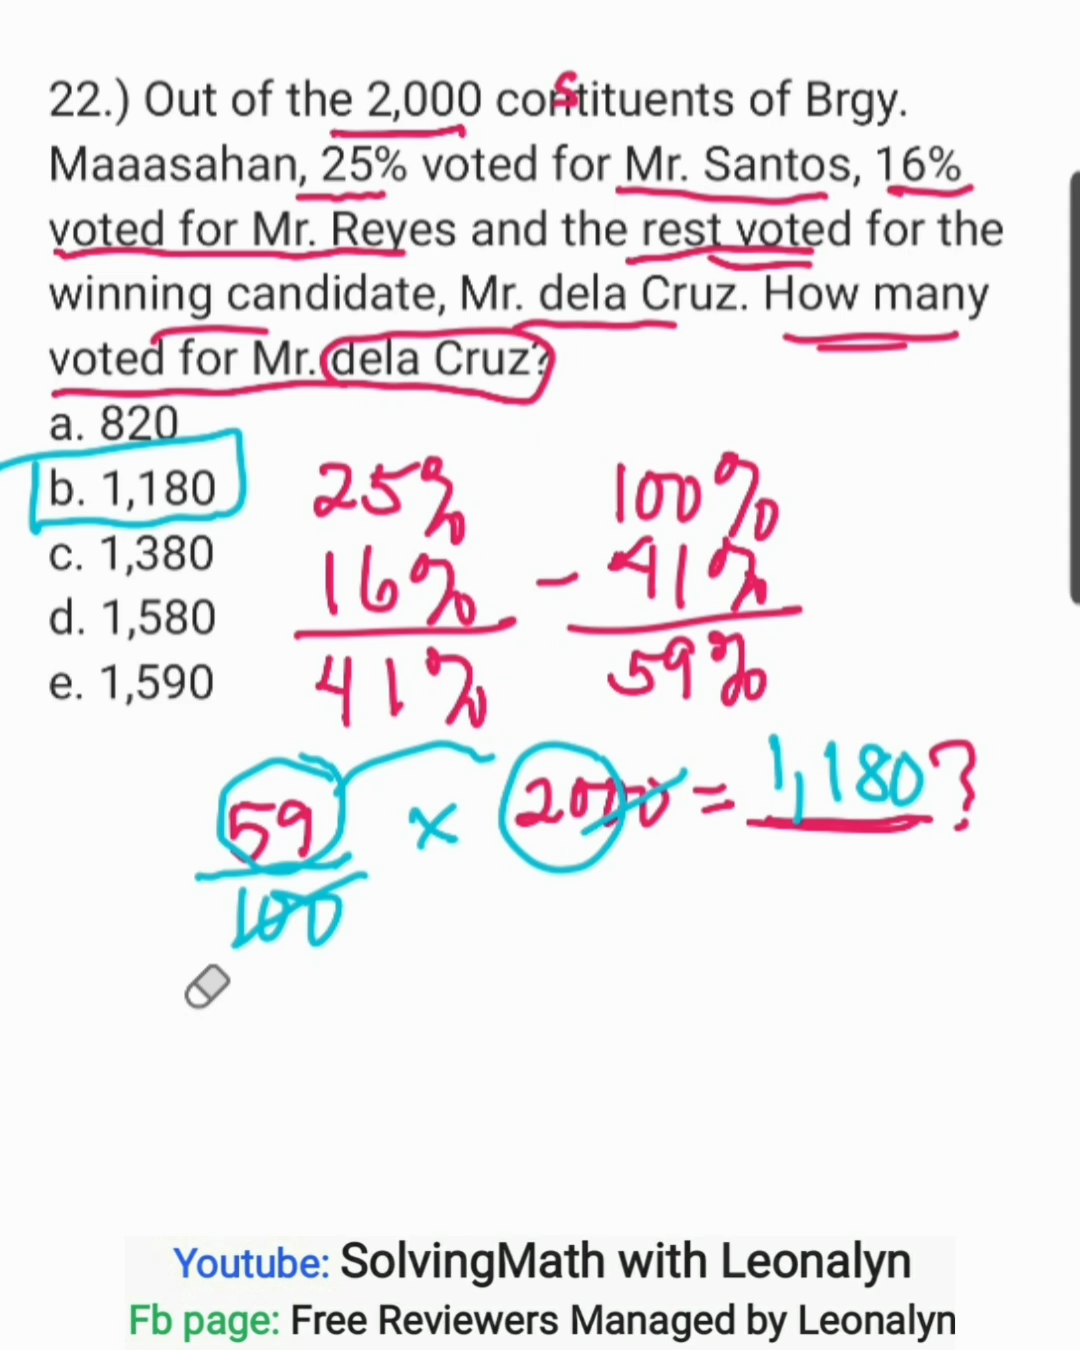 22.) Out of the 2,000 constituents of Brgy.
Maaasahan, 25% voted for Mr. Santos, 16%
voted for Mr. Reyes and the rest voted for the
winning candidate, Mr. dela Cruz. How many
voted for Mr. dela Cruz?
a. 820
b. 1,180
c. 1,380
d. 1,580
e. 1,590
25%
16%
41%
100%
- 41%
59%
59 × 2000 = 1,180?
100
Youtube: SolvingMath with Leonalyn
Fb page: Free Reviewers Managed by Leonalyn